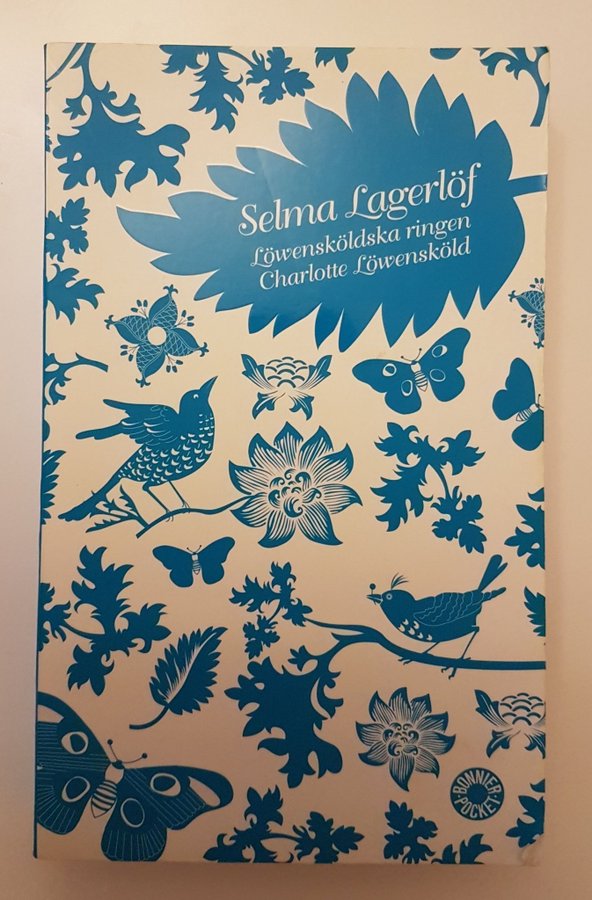 Selma Lagerlöf
Löwensköldska ringen
Charlotte Löwensköld
BONNIER
POCKET